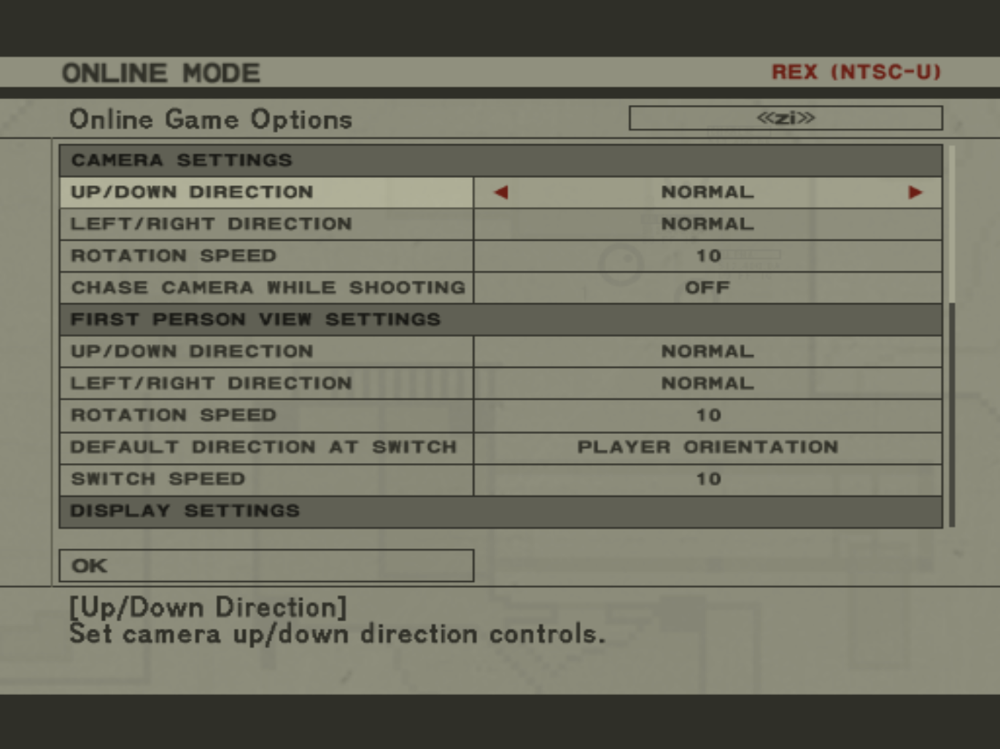 ONLINE MODE
REX (NTSC-U)
Online Game Options
≪zi≫
CAMERA SETTINGS
UP/DOWN DIRECTION ◀ NORMAL ▶
LEFT/RIGHT DIRECTION NORMAL
ROTATION SPEED 10
CHASE CAMERA WHILE SHOOTING OFF
FIRST PERSON VIEW SETTINGS
UP/DOWN DIRECTION NORMAL
LEFT/RIGHT DIRECTION NORMAL
ROTATION SPEED 10
DEFAULT DIRECTION AT SWITCH PLAYER ORIENTATION
SWITCH SPEED 10
DISPLAY SETTINGS
OK
[Up/Down Direction]
Set camera up/down direction controls.